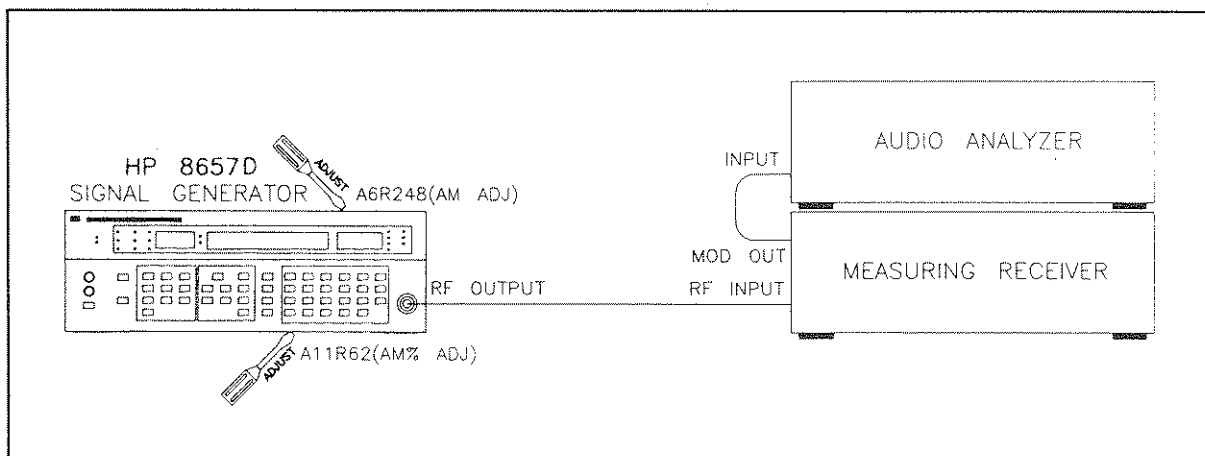 HP 8657D
SIGNAL GENERATOR
ADJUST
A6R248(AM ADJ)
RF OUTPUT
ADJUST
A11R62(AM% ADJ)
INPUT
AUDIO ANALYZER
MOD OUT
RF INPUT
MEASURING RECEIVER